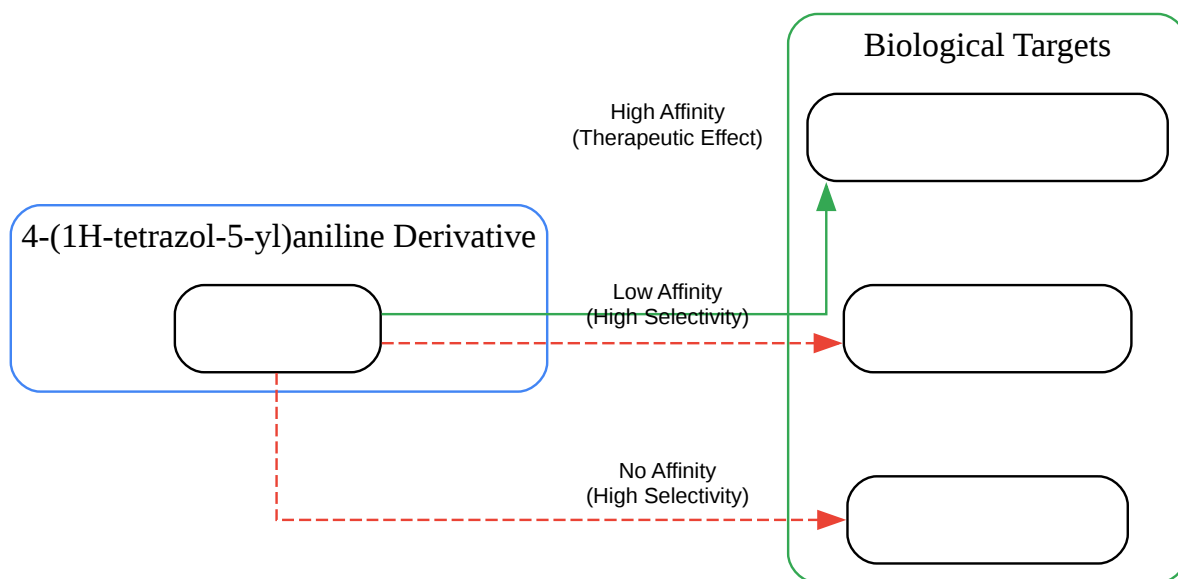 Biological Targets
High Affinity
(Therapeutic Effect)
4-(1H-tetrazol-5-yl)aniline Derivative
Low Affinity
(High Selectivity)
No Affinity
(High Selectivity)